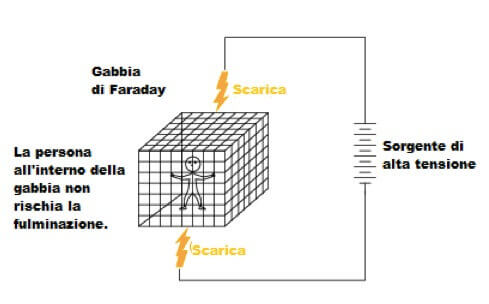 Gabbia
di Faraday
Scarica
La persona
all'interno della
gabbia non
rischia la
fulminazione.
Sorgente di
alta tensione
Scarica